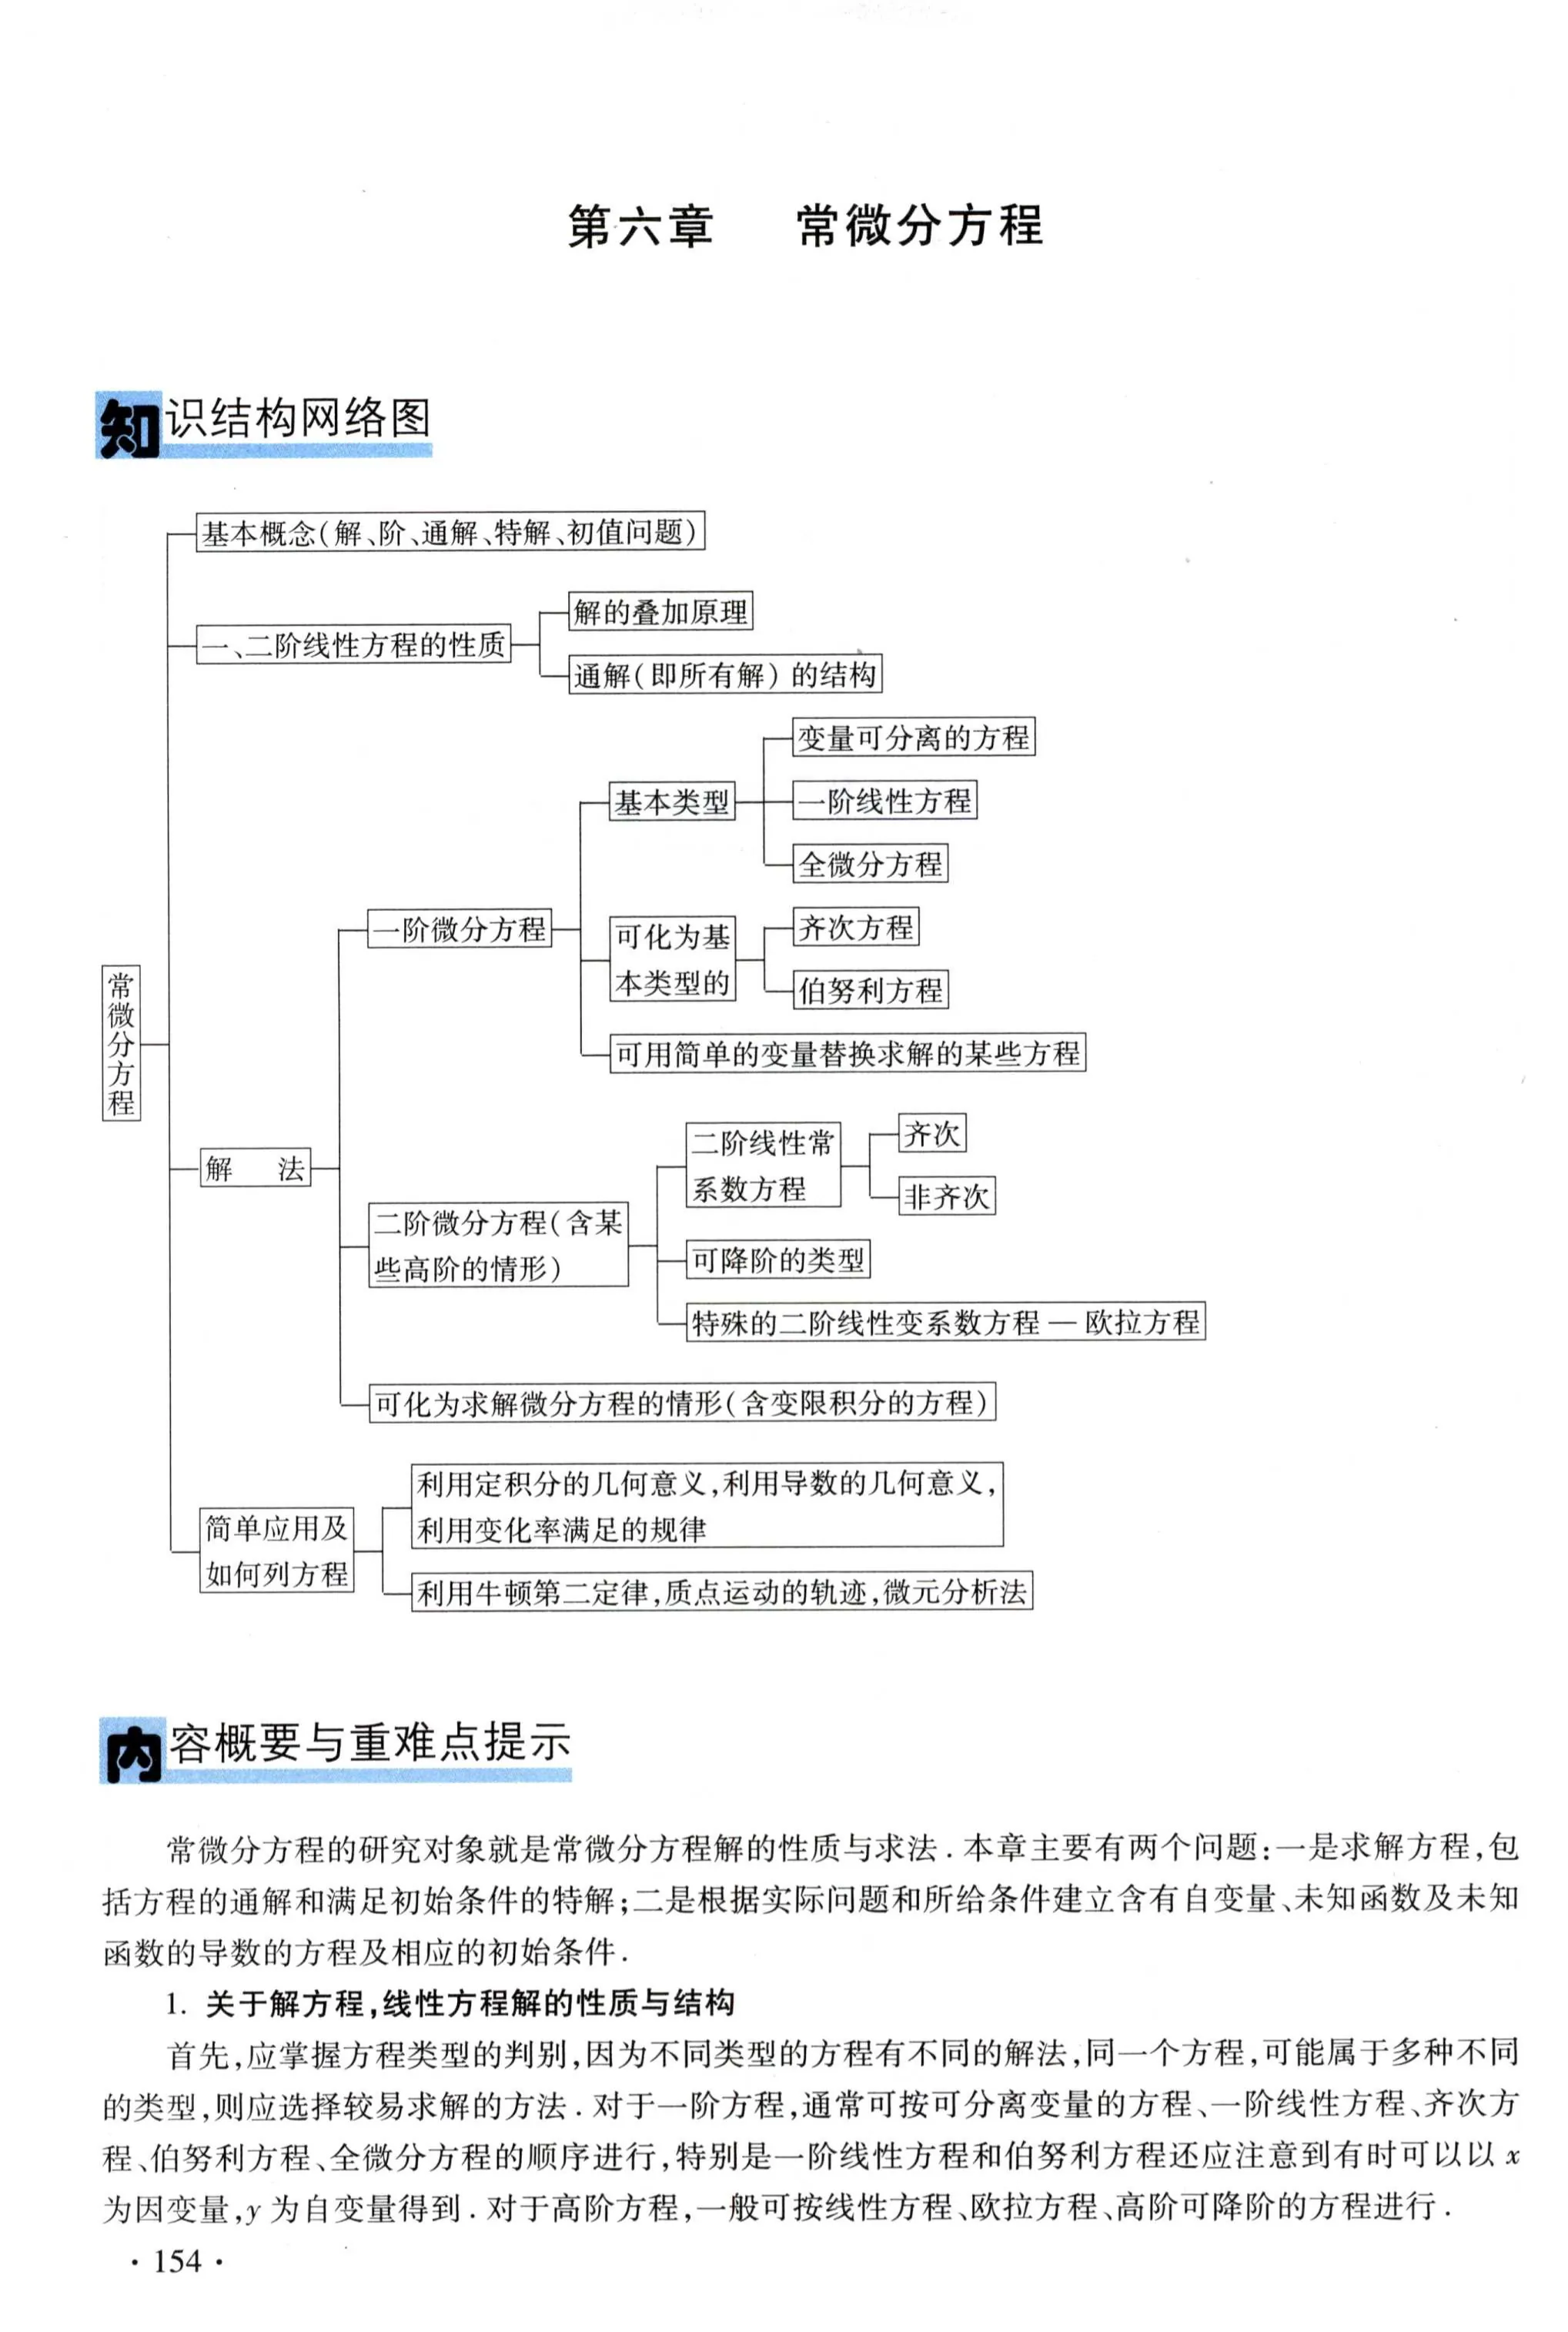 第六章 常微分方程
知识结构网络图
基本概念(解、阶、通解、特解、初值问题)
解的叠加原理
一、二阶线性方程的性质
通解(即所有解)的结构
变量可分离的方程
基本类型
一阶线性方程
全微分方程
一阶微分方程
可化为基
本类型的
齐次方程
伯努利方程
可用简单的变量替换求解的某些方程
常微分方程
解 法
二阶线性常
系数方程
齐次
非齐次
二阶微分方程(含某
些高阶的情形)
可降阶的类型
特殊的二阶线性变系数方程 — 欧拉方程
可化为求解微分方程的情形(含变限积分的方程)
利用定积分的几何意义,利用导数的几何意义,
利用变化率满足的规律
简单应用及
如何列方程
利用牛顿第二定律,质点运动的轨迹,微元分析法
内容概要与重难点提示
常微分方程的研究对象就是常微分方程解的性质与求法.本章主要有两个问题:一是求解方程,包
括方程的通解和满足初始条件的特解;二是根据实际问题和所给条件建立含有自变量、未知函数及未知
函数的导数的方程及相应的初始条件.
1. 关于解方程,线性方程解的性质与结构
首先,应掌握方程类型的判别,因为不同类型的方程有不同的解法,同一个方程,可能属于多种不同
的类型,则应选择较易求解的方法.对于一阶方程,通常可按可分离变量的方程、一阶线性方程、齐次方
程、伯努利方程、全微分方程的顺序进行,特别是一阶线性方程和伯努利方程还应注意到有时可以以 x
为因变量,y 为自变量得到.对于高阶方程,一般可按线性方程、欧拉方程、高阶可降阶的方程进行.
· 154 ·